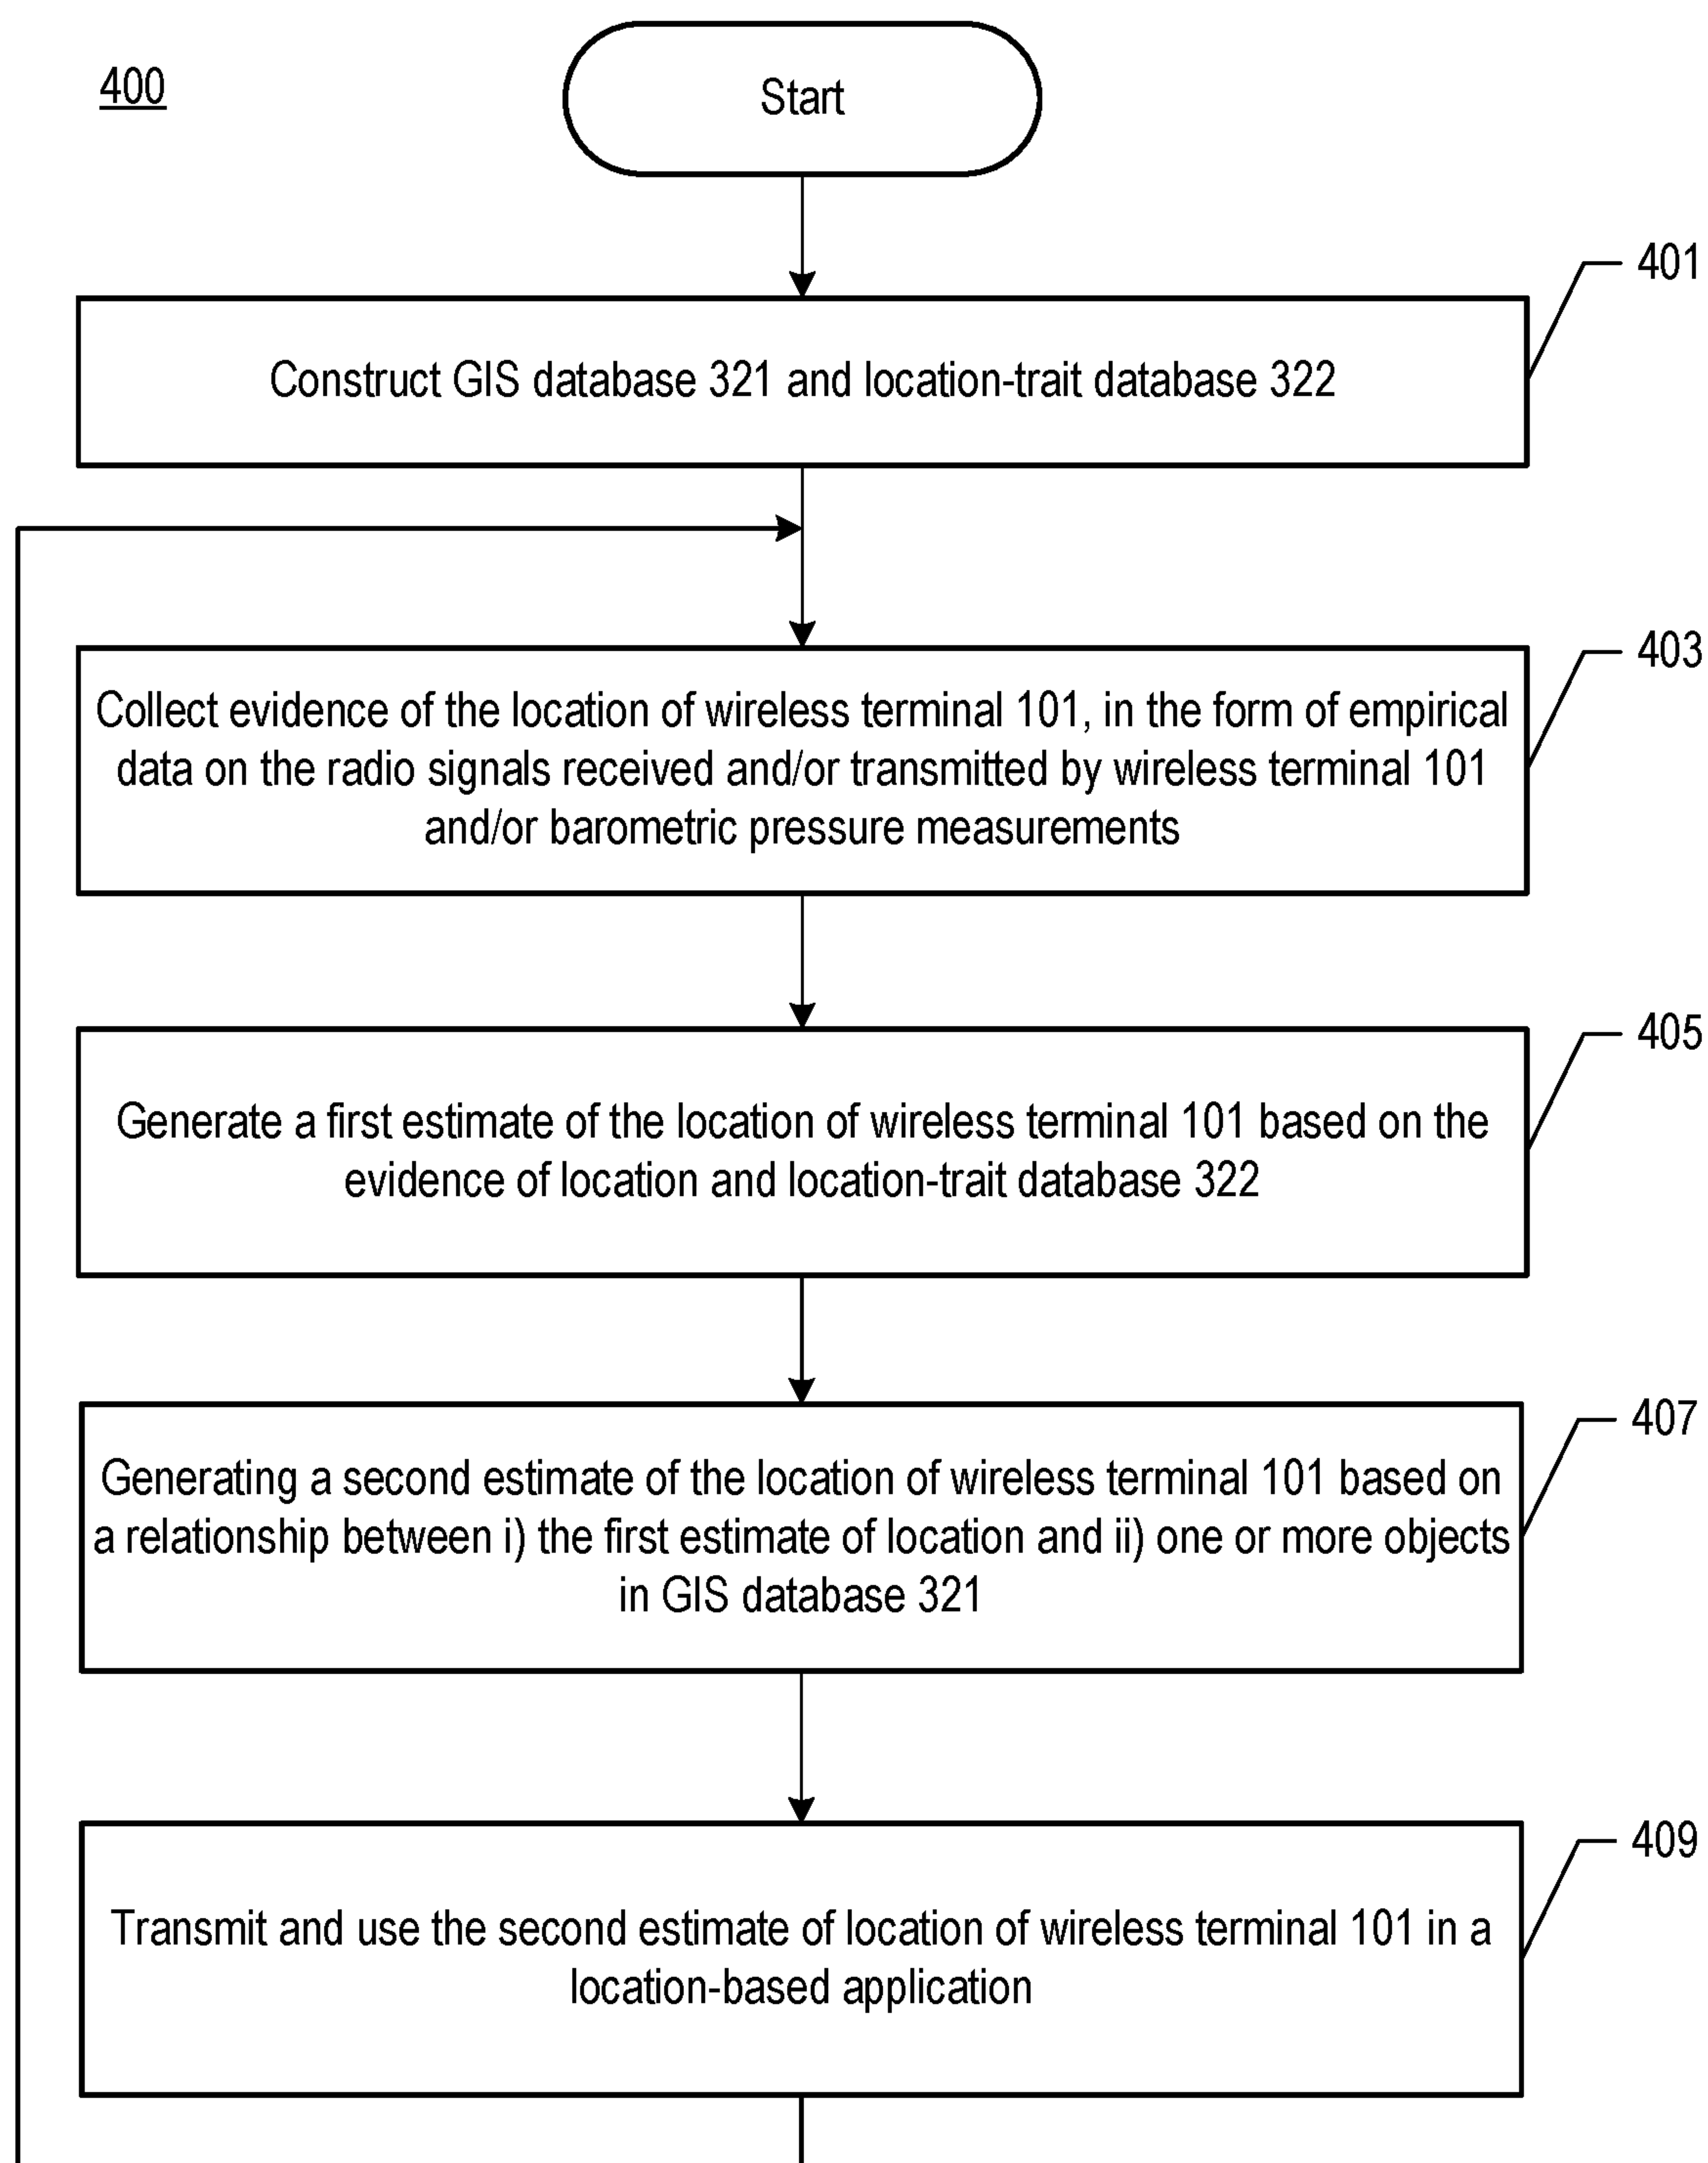 400
Start
401
Construct GIS database 321 and location-trait database 322
403
Collect evidence of the location of wireless terminal 101, in the form of empirical
data on the radio signals received and/or transmitted by wireless terminal 101
and/or barometric pressure measurements
405
Generate a first estimate of the location of wireless terminal 101 based on the
evidence of location and location-trait database 322
407
Generating a second estimate of the location of wireless terminal 101 based on
a relationship between i) the first estimate of location and ii) one or more objects
in GIS database 321
409
Transmit and use the second estimate of location of wireless terminal 101 in a
location-based application